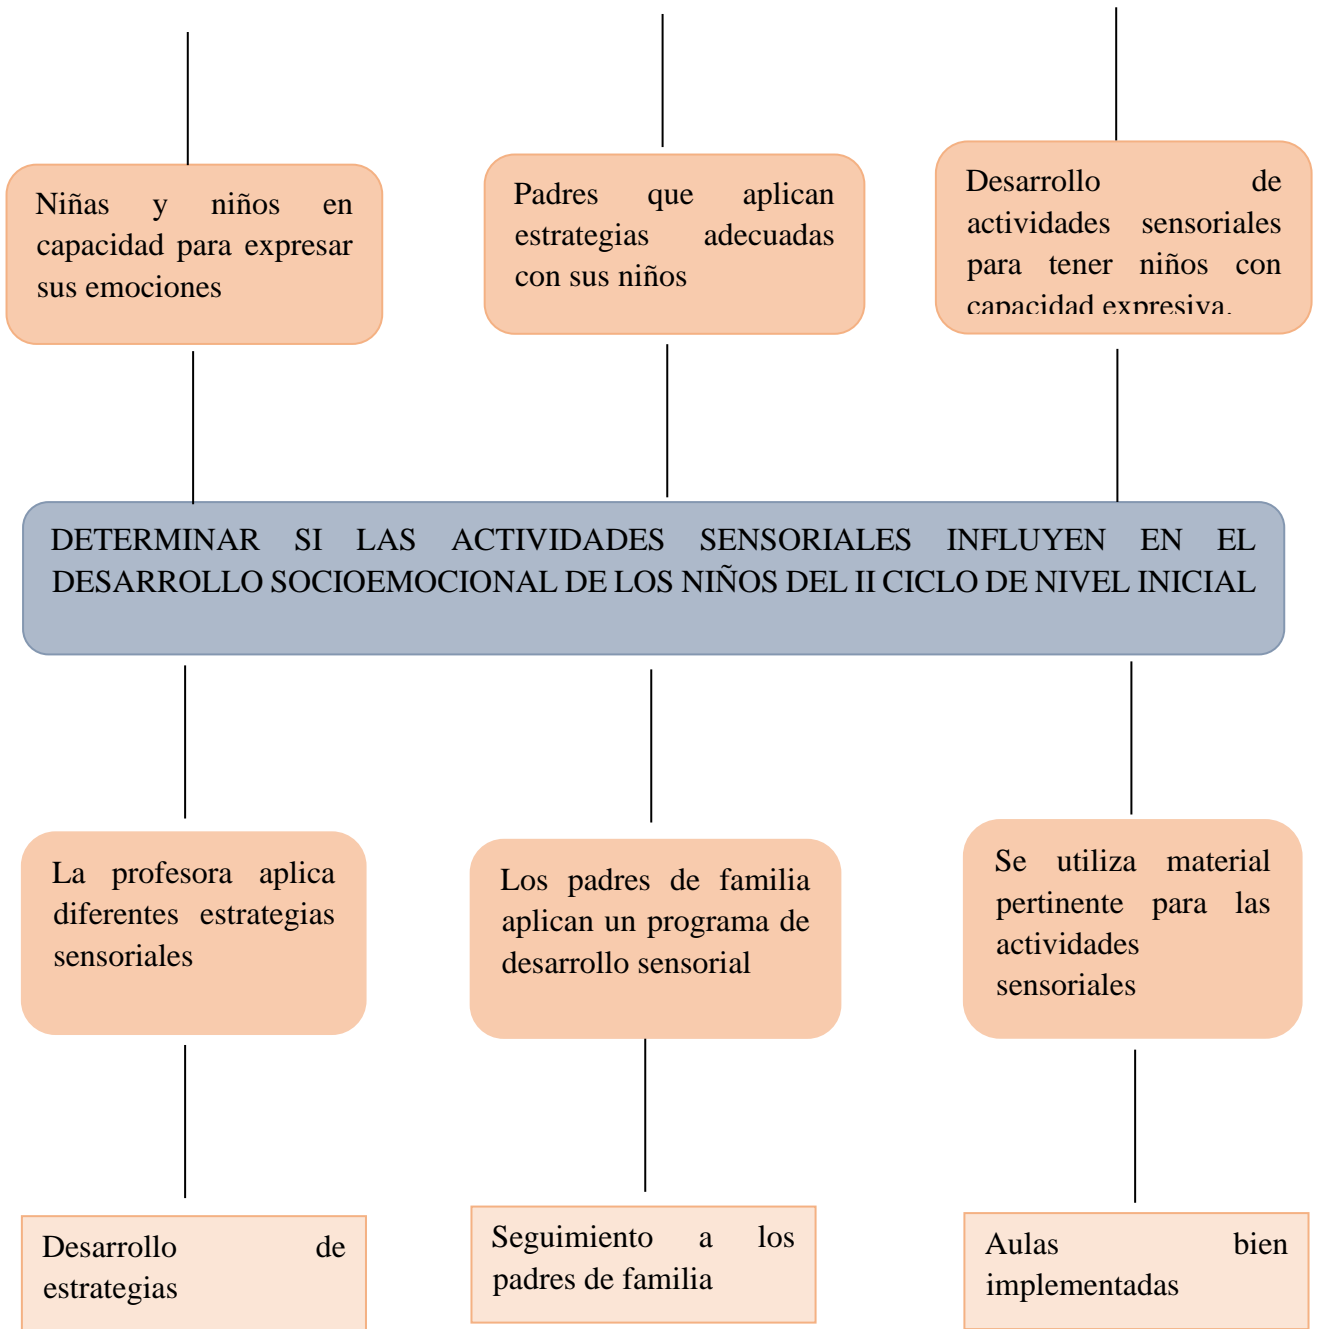 Niñas y niños en
capacidad para expresar
sus emociones
Padres que aplican
estrategias adecuadas
con sus niños
Desarrollo de
actividades sensoriales
para tener niños con
capacidad expresiva.
DETERMINAR SI LAS ACTIVIDADES SENSORIALES INFLUYEN EN EL
DESARROLLO SOCIOEMOCIONAL DE LOS NIÑOS DEL II CICLO DE NIVEL INICIAL
La profesora aplica
diferentes estrategias
sensoriales
Los padres de familia
aplican un programa de
desarrollo sensorial
Se utiliza material
pertinente para las
actividades
sensoriales
Desarrollo de
estrategias
Seguimiento a los
padres de familia
Aulas bien
implementadas